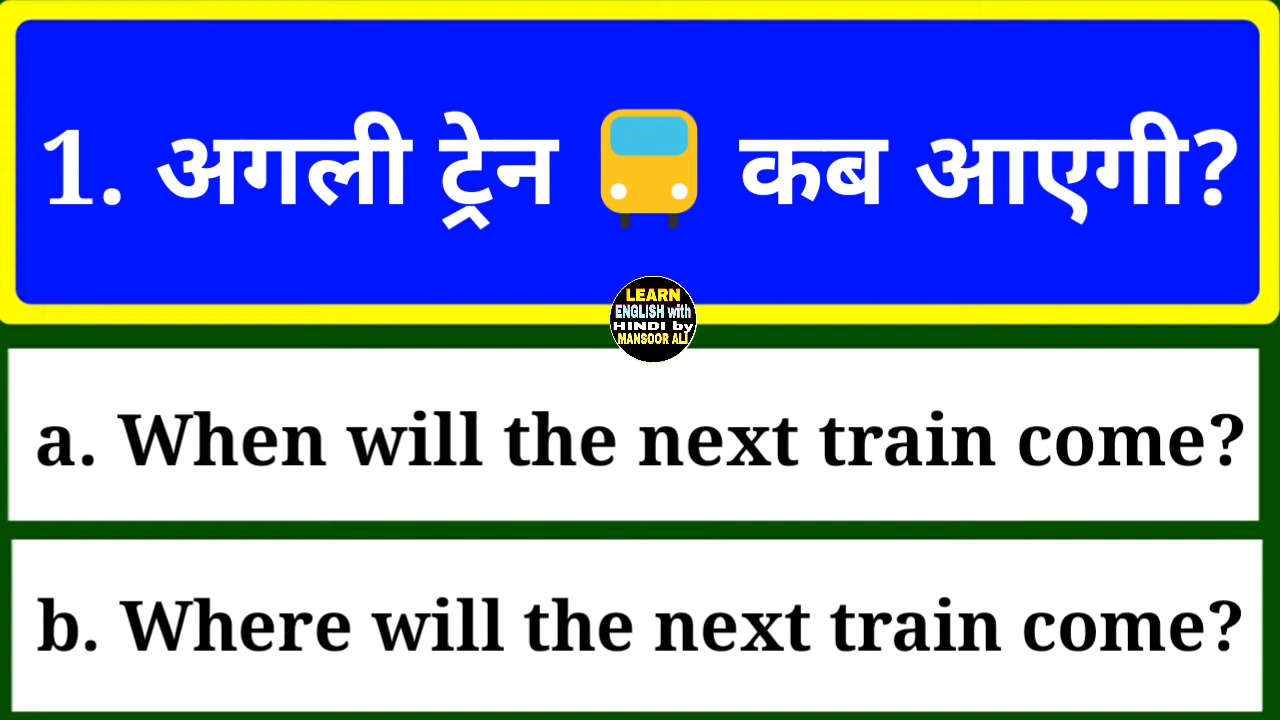 1. अगली ट्रेन कब आएगी?
LEARN
ENGLISH with
HINDI by
MANSOOR ALI
a. When will the next train come?
b. Where will the next train come?